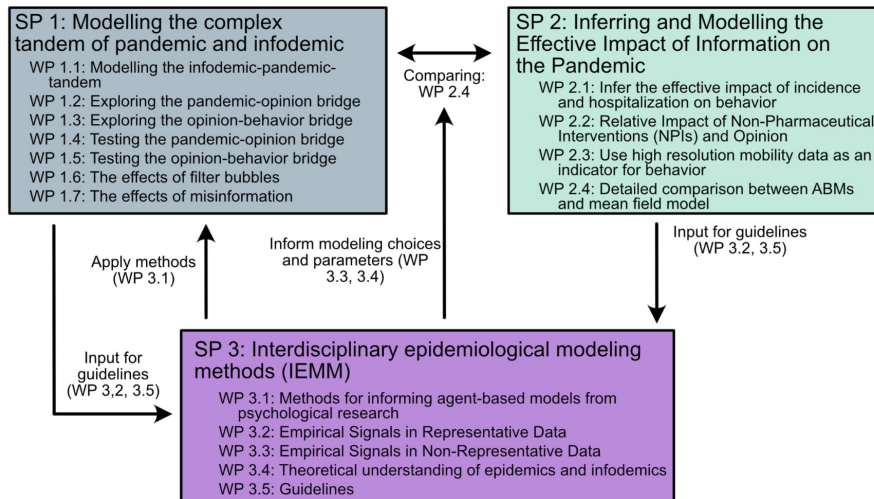 SP 1: Modelling the complex
tandem of pandemic and infodemic
WP 1.1: Modelling the infodemic-pandemic-
tandem
WP 1.2: Exploring the pandemic-opinion bridge
WP 1.3: Exploring the opinion-behavior bridge
WP 1.4: Testing the pandemic-opinion bridge
WP 1.5: Testing the opinion-behavior bridge
WP 1.6: The effects of filter bubbles
WP 1.7: The effects of misinformation
Comparing:
WP 2.4
SP 2: Inferring and Modelling the
Effective Impact of Information on
the Pandemic
WP 2.1: Infer the effective impact of incidence
and hospitalization on behavior
WP 2.2: Relative Impact of Non-Pharmaceutical
Interventions (NPIs) and Opinion
WP 2.3: Use high resolution mobility data as an
indicator for behavior
WP 2.4: Detailed comparison between ABMs
and mean field model
Apply methods
(WP 3.1)
Inform modeling choices
and parameters (WP
3.3, 3.4)
Input for guidelines
(WP 3.2, 3.5)
Input for
guidelines
(WP 3,2, 3.5)
SP 3: Interdisciplinary epidemiological modeling
methods (IEMM)
WP 3.1: Methods for informing agent-based models from
psychological research
WP 3.2: Empirical Signals in Representative Data
WP 3.3: Empirical Signals in Non-Representative Data
WP 3.4: Theoretical understanding of epidemics and infodemics
WP 3.5: Guidelines